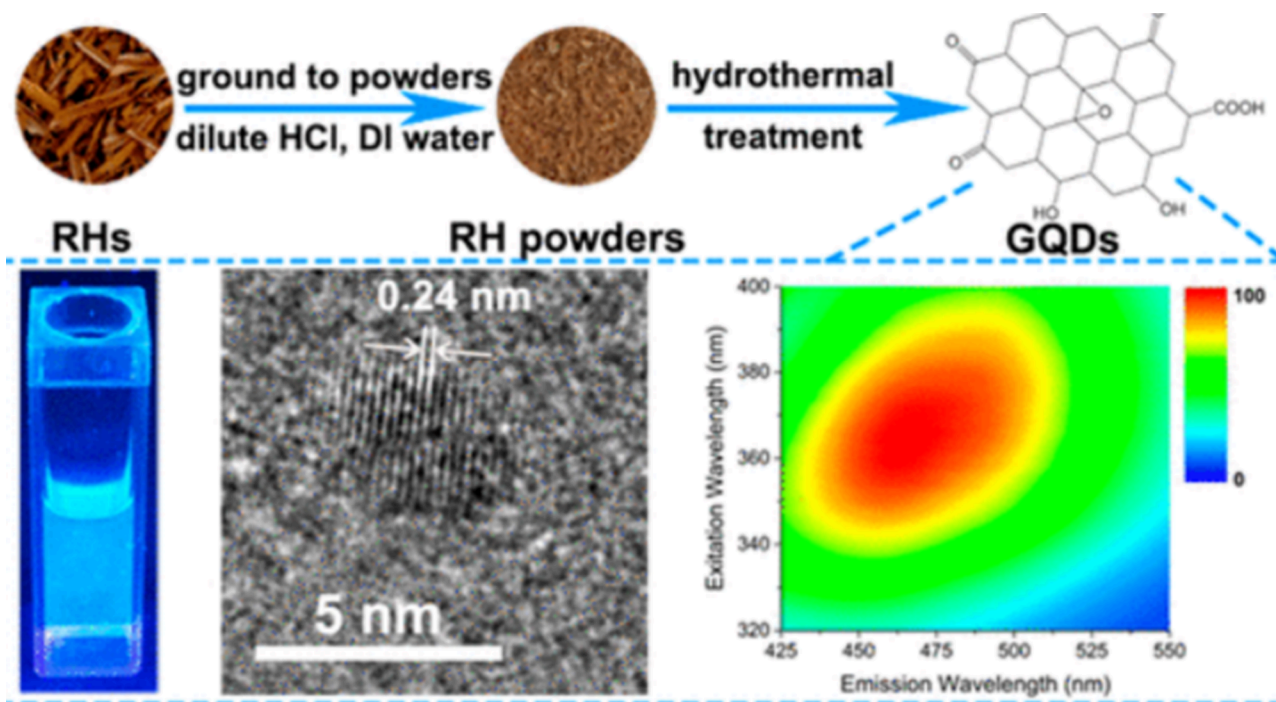 ground to powders
dilute HCl, DI water
hydrothermal
treatment
O
O
O
COOH
HO
OH
RHs
RH powders
GQDs
0.24 nm
5 nm
Exitation Wavelength (nm)
400
380
360
340
320
425
450
475
500
525
550
Emission Wavelength (nm)
100
0